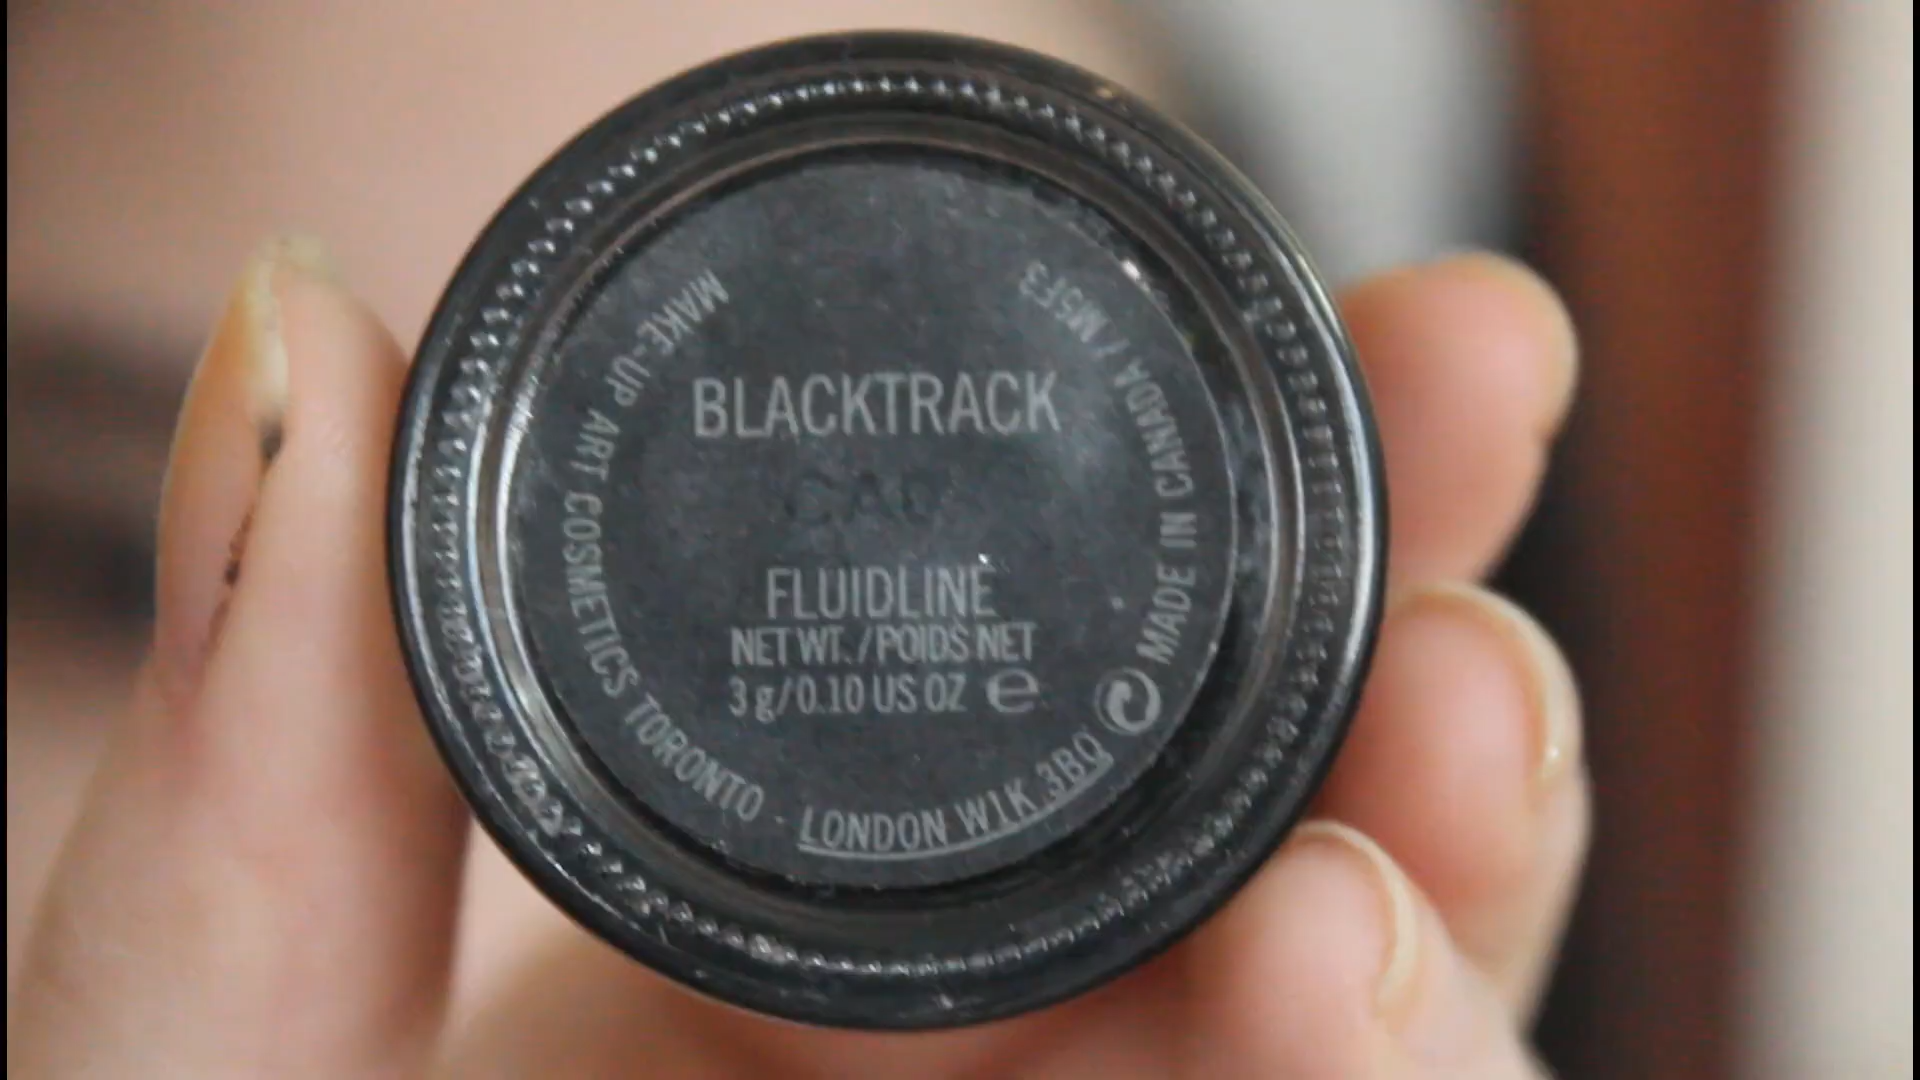 BLACKTRACK
FLUIDLINE
NET WT./POIDS NET
3 g/0.10 US OZ e
MAKE-UP ART COSMETICS TORONTO - LONDON W1K 3BQ
MADE IN CANADA / M5F3